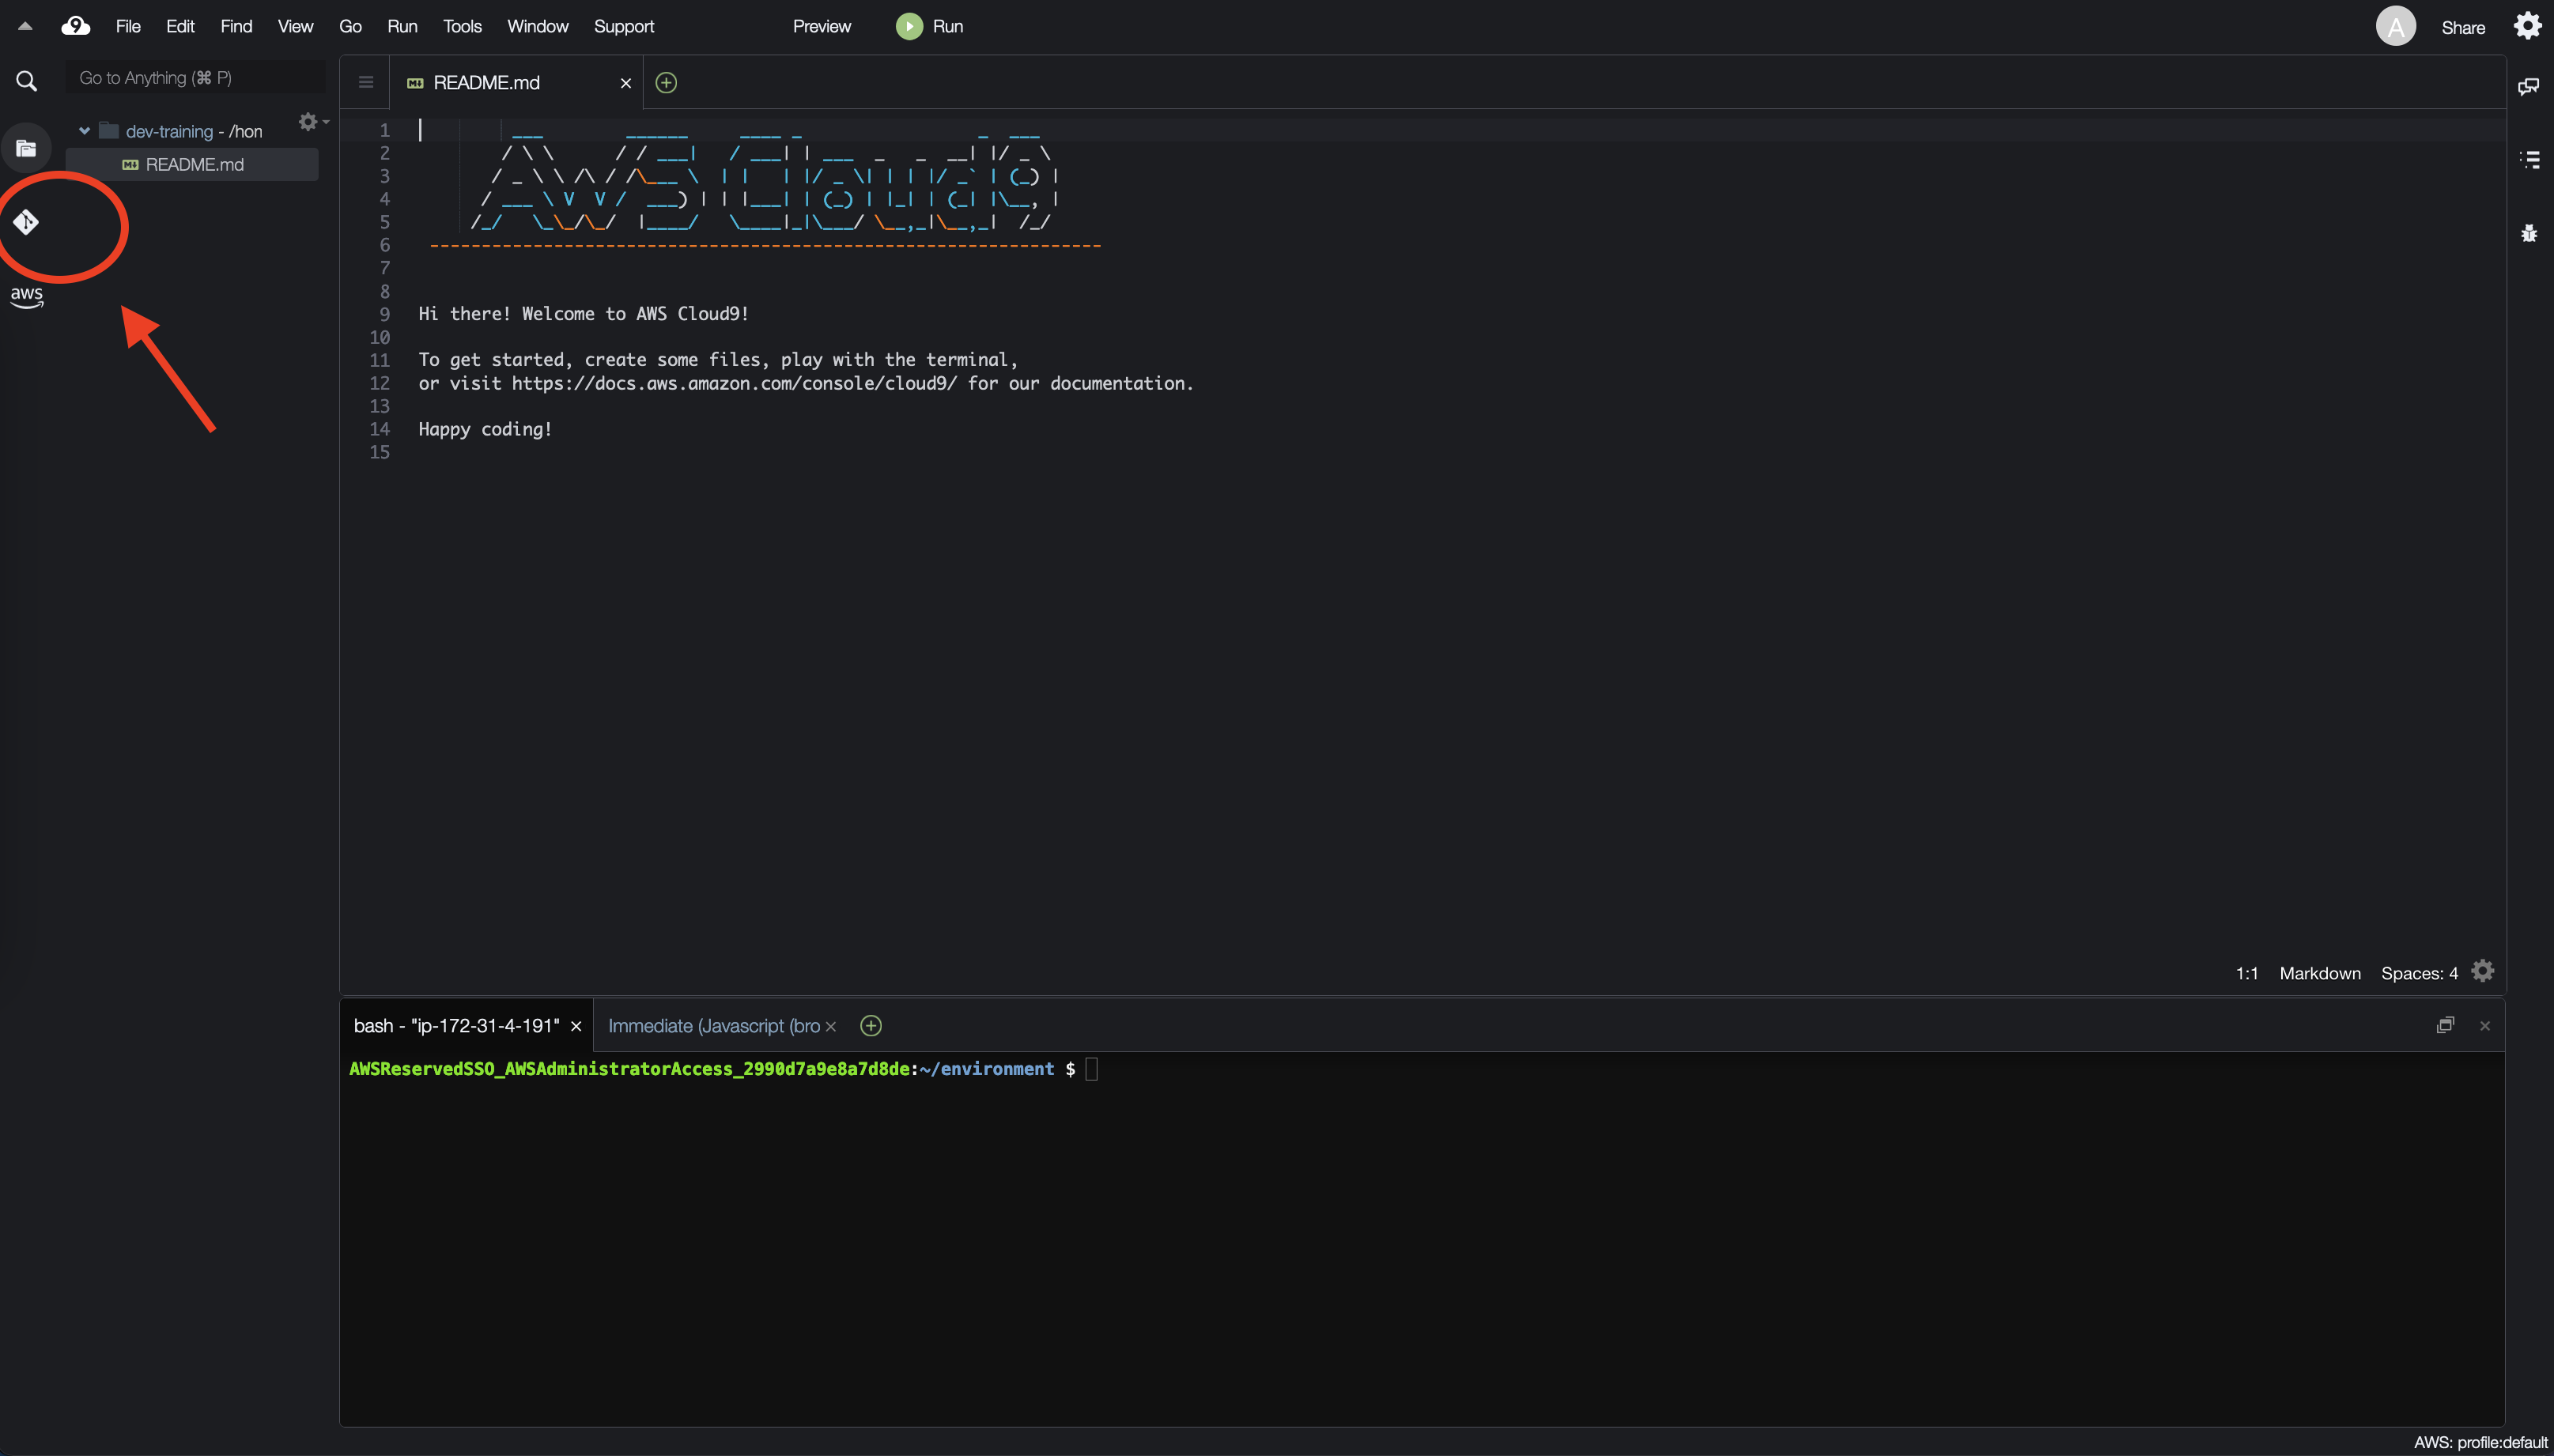 9 File Edit Find View Go Run Tools Window Support Preview Run A Share
Go to Anything (⌘ P)
README.md
dev-training - /hon
README.md
aws
1
2
3
4
5
6 -----------------------------------------------------------------
7
8
9 Hi there! Welcome to AWS Cloud9!
10
11 To get started, create some files, play with the terminal,
12 or visit https://docs.aws.amazon.com/console/cloud9/ for our documentation.
13
14 Happy coding!
15
AWS Cloud9
1:1 Markdown Spaces: 4
bash - "ip-172-31-4-191" Immediate (Javascript (bro
AWSReservedSSO_AWSAdministratorAccess_2990d7a9e8a7d8de:~/environment $
AWS: profile:default